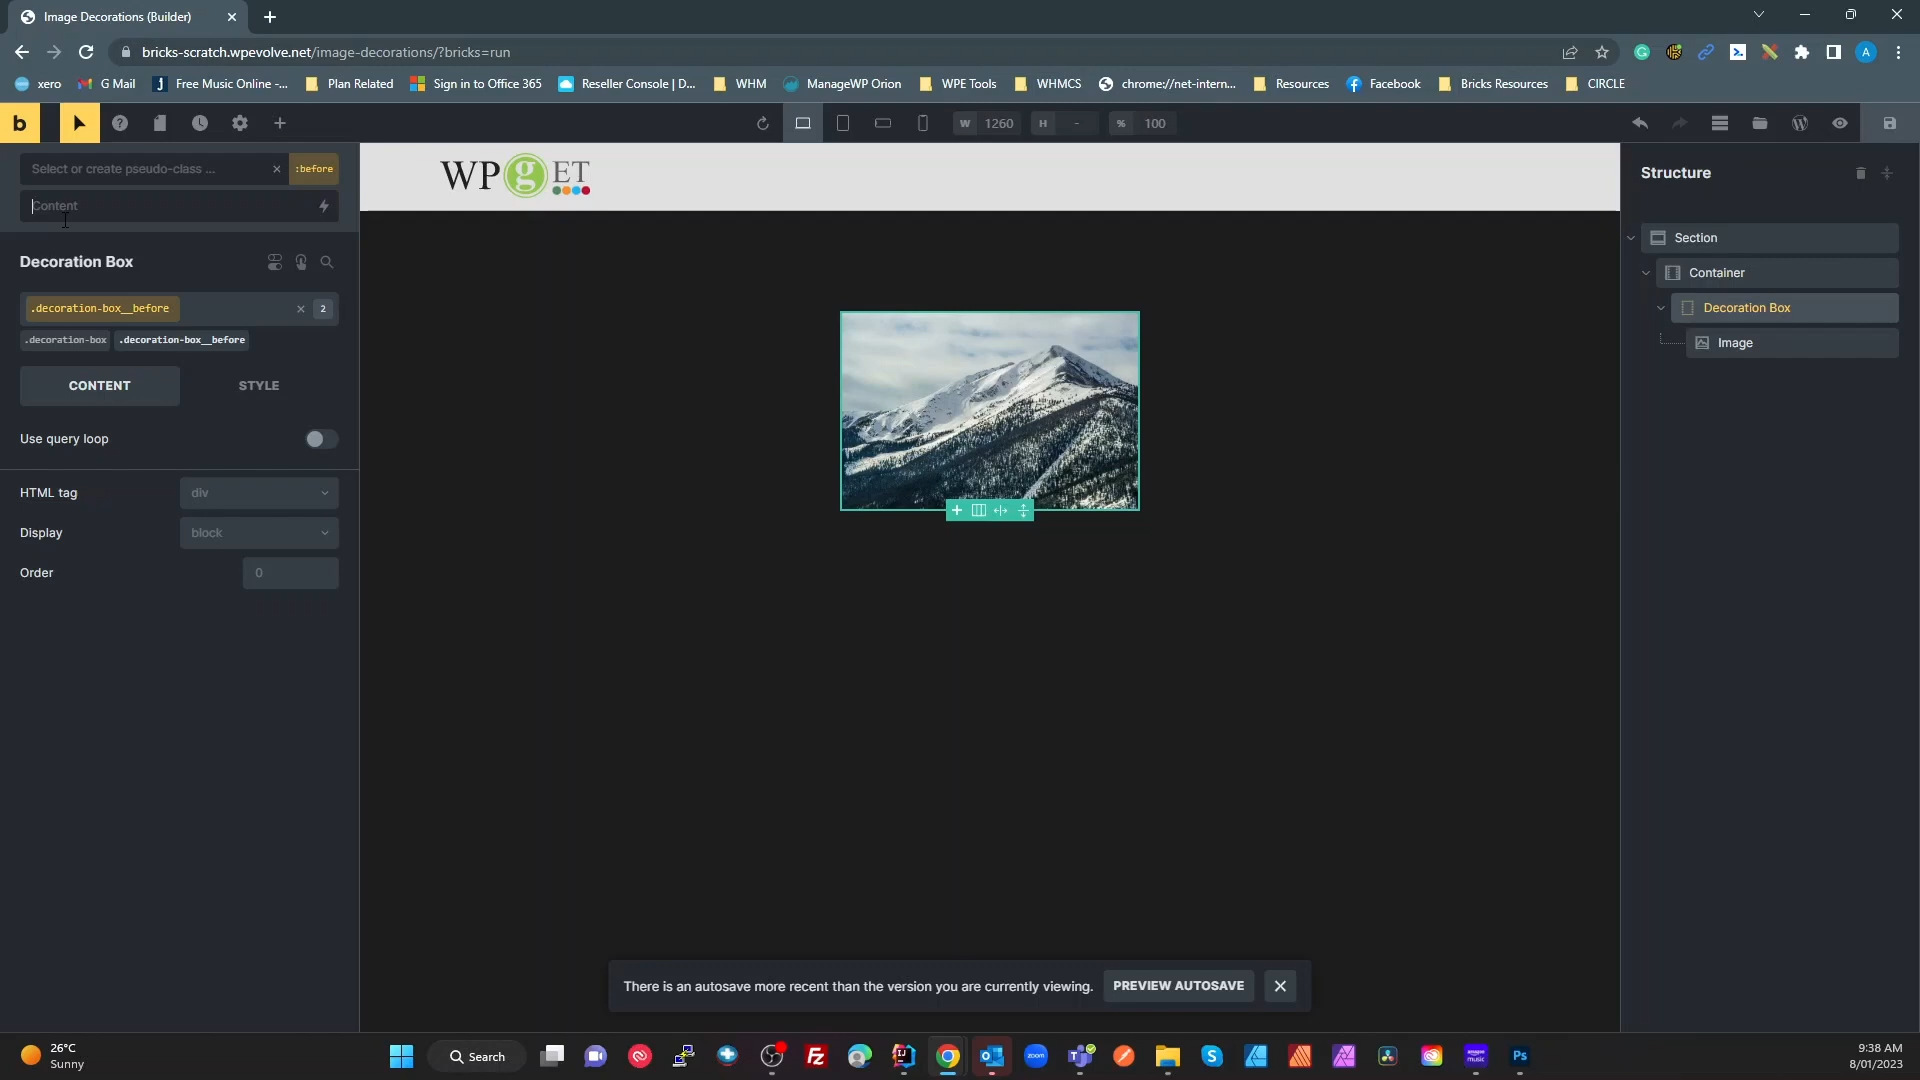 Image Decorations (Builder)
bricks-scratch.wpevolve.net/image-decorations/?bricks=run
A
xero
G Mail
Free Music Online -...
Plan Related
Sign in to Office 365
Reseller Console | D...
WHM
ManageWP Orion
WPE Tools
WHMCS
chrome://net-intern...
Resources
Facebook
Bricks Resources
CIRCLE
b
W 1260
H -
% 100
Select or create pseudo-class ...
:before
Content
Decoration Box
.decoration-box__before
2
.decoration-box
.decoration-box__before
CONTENT
STYLE
Use query loop
HTML tag
div
Display
block
Order
0
WPgET
Structure
Section
Container
Decoration Box
Image
There is an autosave more recent than the version you are currently viewing.
PREVIEW AUTOSAVE
26°C
Sunny
Search
9:38 AM
8/01/2023